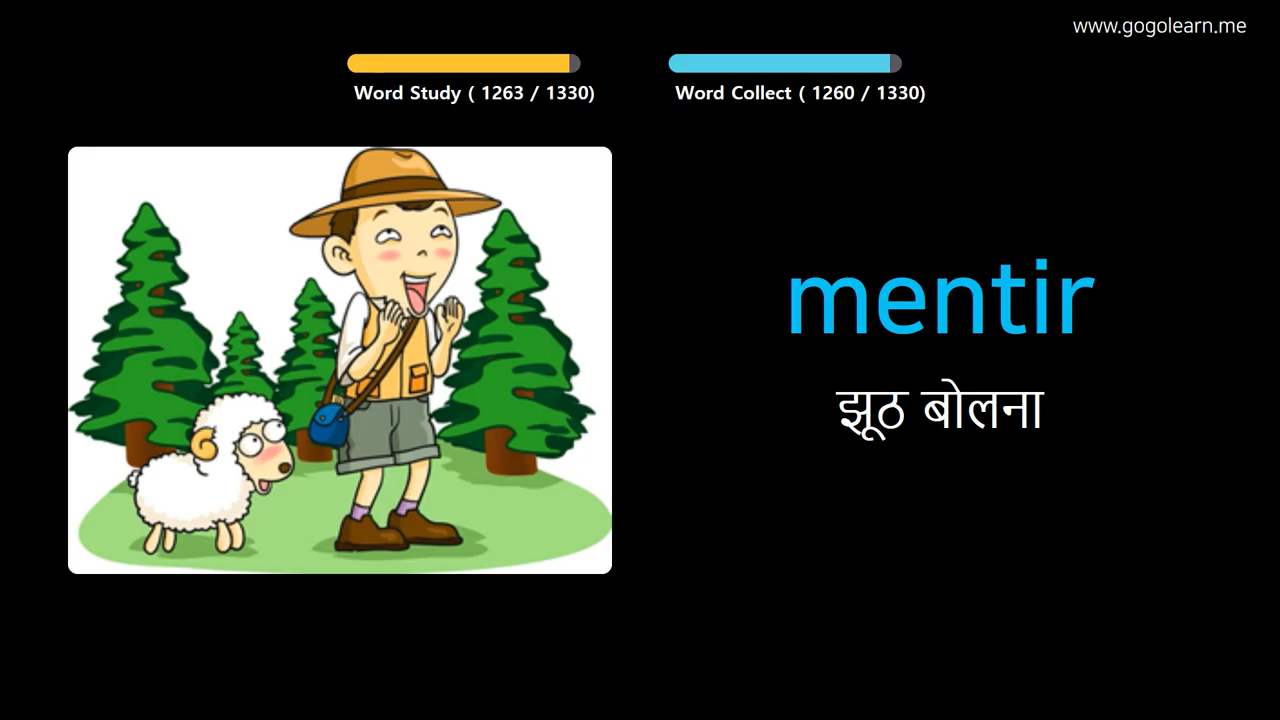 www.gogolearn.me
Word Study ( 1263 / 1330)
Word Collect ( 1260 / 1330)
mentir
झूठ बोलना